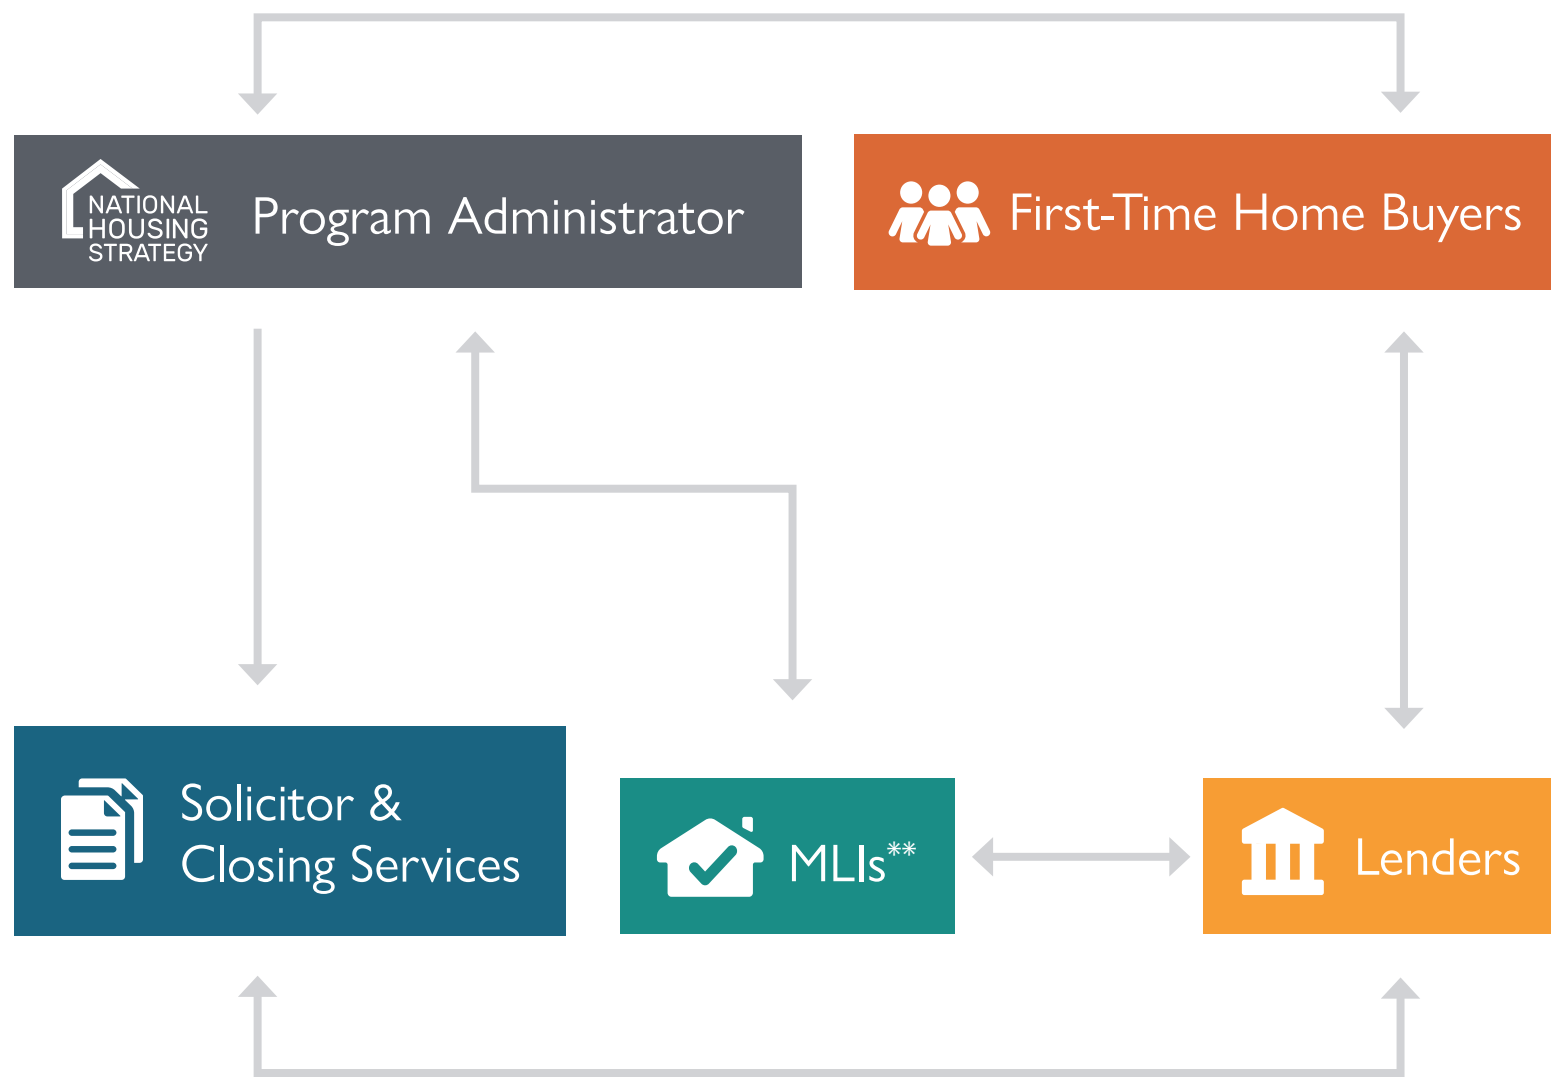 NATIONAL
HOUSING
STRATEGY
Program Administrator
First-Time Home Buyers
Solicitor &
Closing Services
MLIs**
Lenders